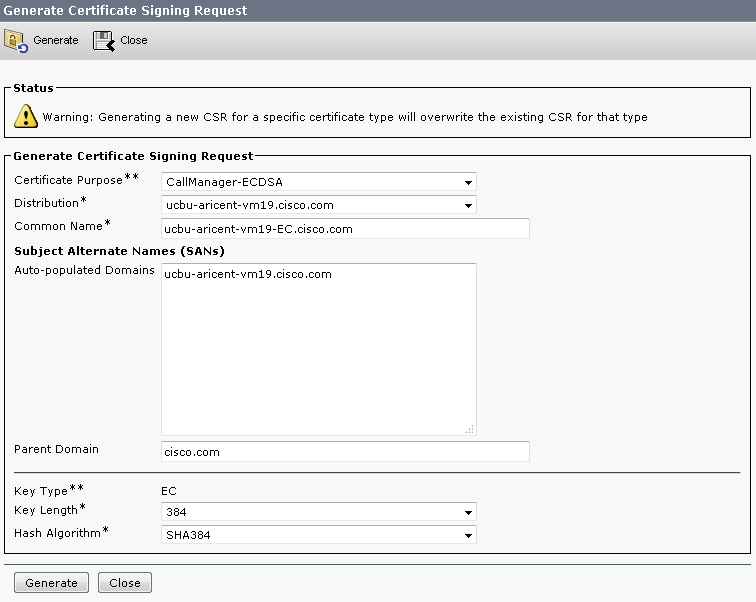 Generate Certificate Signing Request
Generate Close
Status
Warning: Generating a new CSR for a specific certificate type will overwrite the existing CSR for that type
Generate Certificate Signing Request
Certificate Purpose** CallManager-ECDSA
Distribution* ucbu-aricent-vm19.cisco.com
Common Name* ucbu-aricent-vm19-EC.cisco.com
Subject Alternate Names (SANs)
Auto-populated Domains ucbu-aricent-vm19.cisco.com
Parent Domain cisco.com
Key Type** EC
Key Length* 384
Hash Algorithm* SHA384
Generate Close